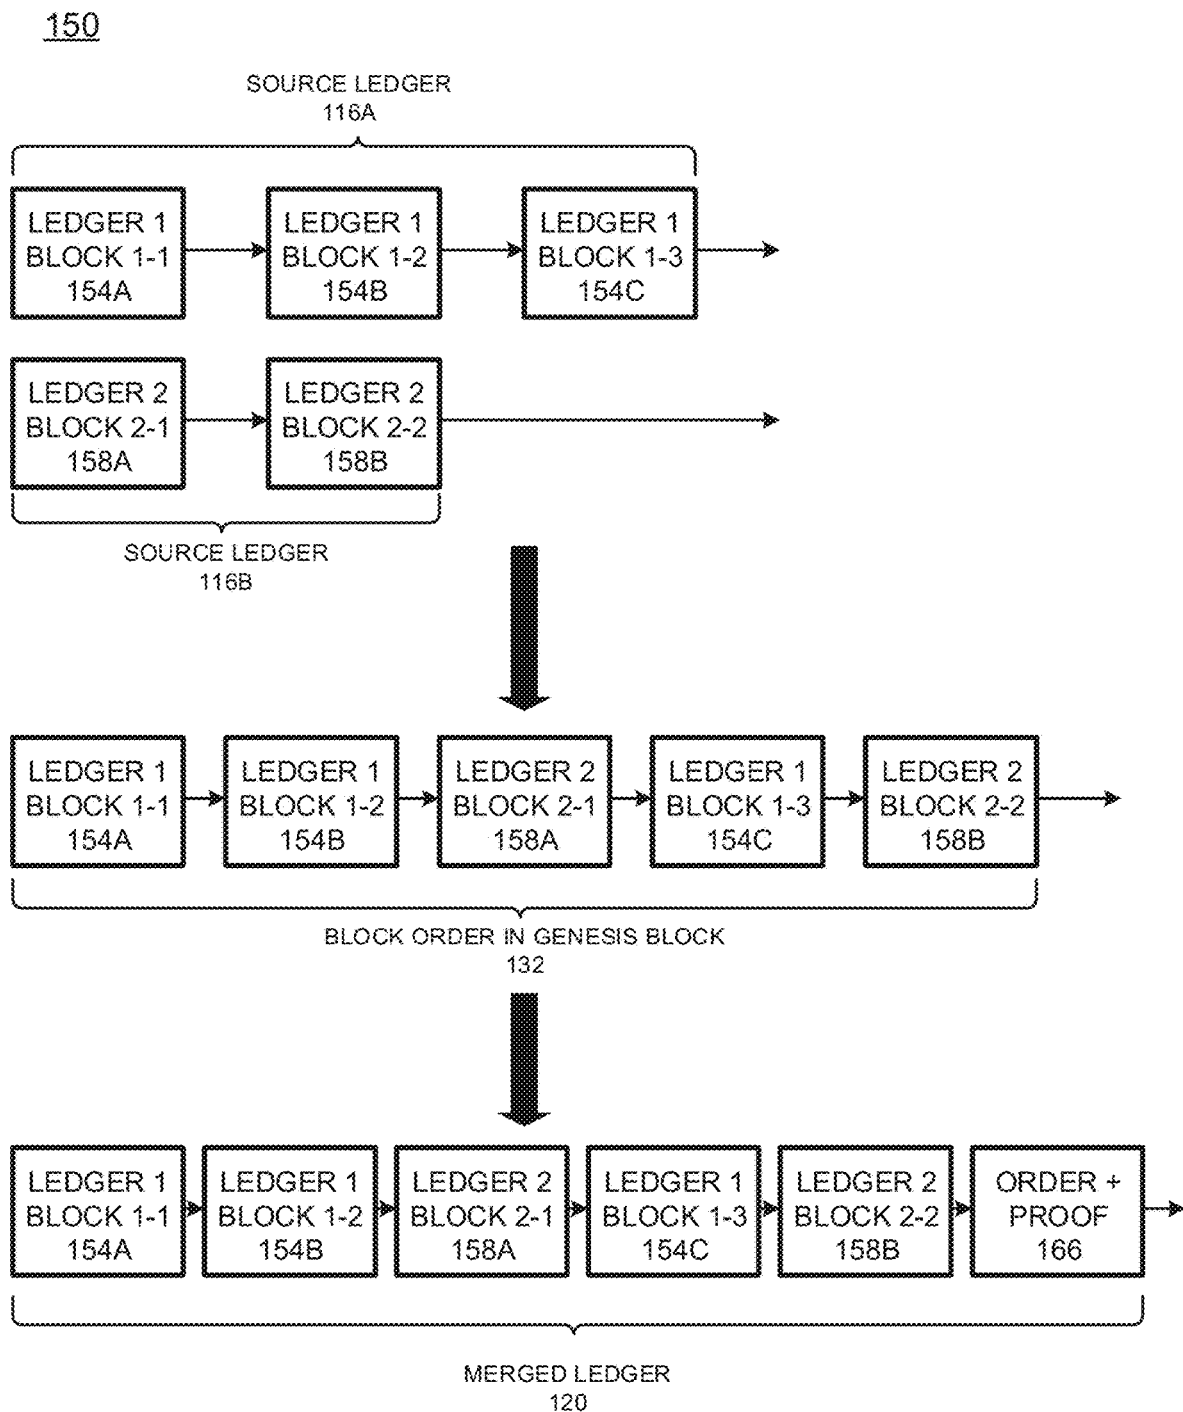 150
SOURCE LEDGER
116A
LEDGER 1
BLOCK 1-1
154A
LEDGER 1
BLOCK 1-2
154B
LEDGER 1
BLOCK 1-3
154C
LEDGER 2
BLOCK 2-1
158A
LEDGER 2
BLOCK 2-2
158B
SOURCE LEDGER
116B
LEDGER 1
BLOCK 1-1
154A
LEDGER 1
BLOCK 1-2
154B
LEDGER 2
BLOCK 2-1
158A
LEDGER 1
BLOCK 1-3
154C
LEDGER 2
BLOCK 2-2
158B
BLOCK ORDER IN GENESIS BLOCK
132
LEDGER 1
BLOCK 1-1
154A
LEDGER 1
BLOCK 1-2
154B
LEDGER 2
BLOCK 2-1
158A
LEDGER 1
BLOCK 1-3
154C
LEDGER 2
BLOCK 2-2
158B
ORDER +
PROOF
166
MERGED LEDGER
120